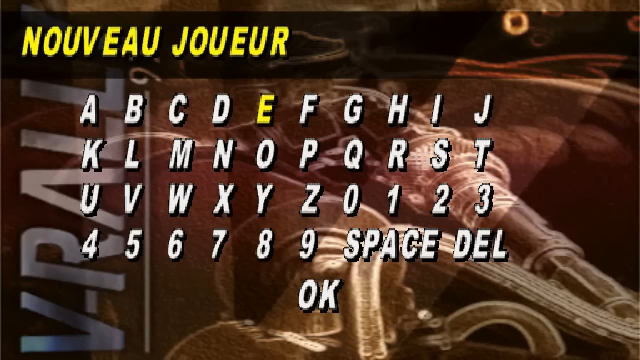 NOUVEAU JOUEUR
A B C D E F G H I J
K L M N O P Q R S T
U V W X Y Z 0 1 2 3
4 5 6 7 8 9 SPACE DEL
OK
V-RALLY